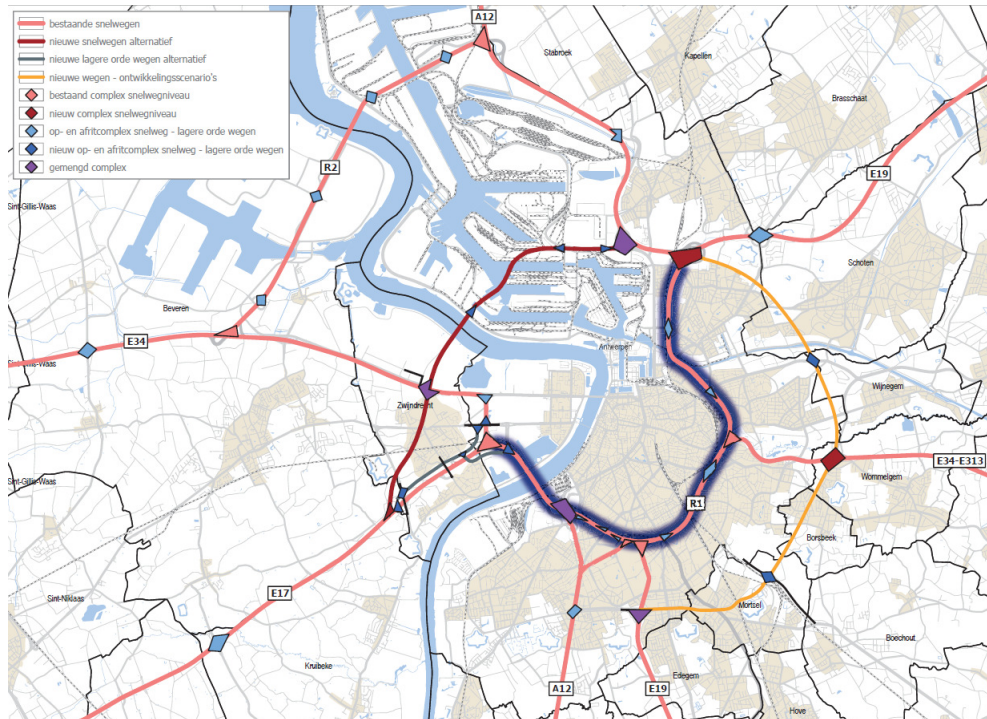 bestaande snelwegen
nieuwe snelwegen alternatief
nieuwe lagere orde wegen alternatief
nieuwe wegen - ontwikkelingsscenario's
bestaand complex snelwegniveau
nieuw complex snelwegniveau
op- en afritcomplex snelweg - lagere orde wegen
nieuw op- en afritcomplex snelweg - lagere orde wegen
gemengd complex
A12
Stabroek
Kapellen
Brasschaat
R2
E19
Sint-Gillis-Waas
Schoten
Beveren
E34
Antwerpen
Sint-Gillis-Waas
Wijnegem
Zwijndrecht
E34-E313
Sint-Gillis-Waas
Wommelgem
R1
Borsbeek
E17
Sint-Niklaas
Mortsel
Boechout
Kruibeke
Edegem
A12
E19
Hove